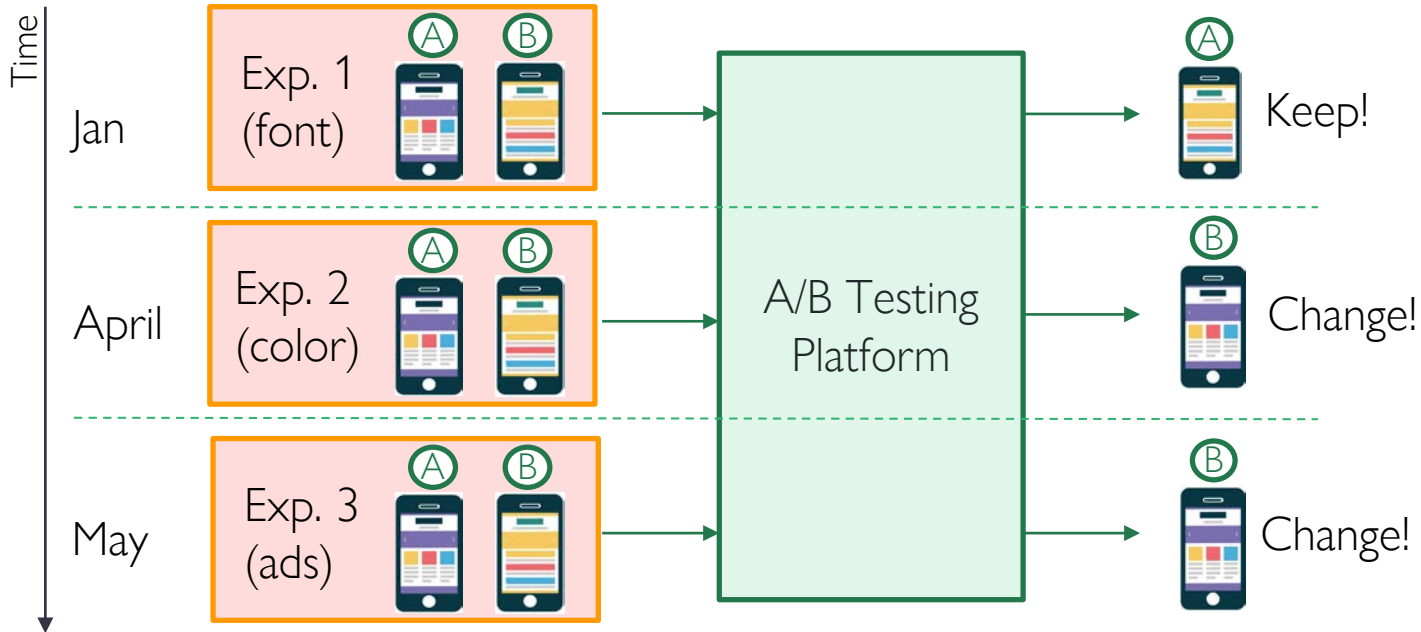 Time
Jan
Exp. 1
(font)
A
B
A
Keep!
April
Exp. 2
(color)
A
B
A/B Testing
Platform
B
Change!
May
Exp. 3
(ads)
A
B
B
Change!